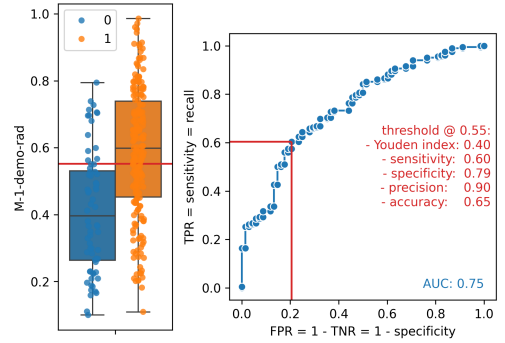 0
1
1.0
0.8
0.6
0.4
0.2
M-1-demo-rad
1.0
0.8
0.6
0.4
0.2
0.0
TPR = sensitivity = recall
threshold @ 0.55:
- Youden index: 0.40
- sensitivity: 0.60
- specificity: 0.79
- precision: 0.90
- accuracy: 0.65
AUC: 0.75
0.0 0.2 0.4 0.6 0.8 1.0
FPR = 1 - TNR = 1 - specificity